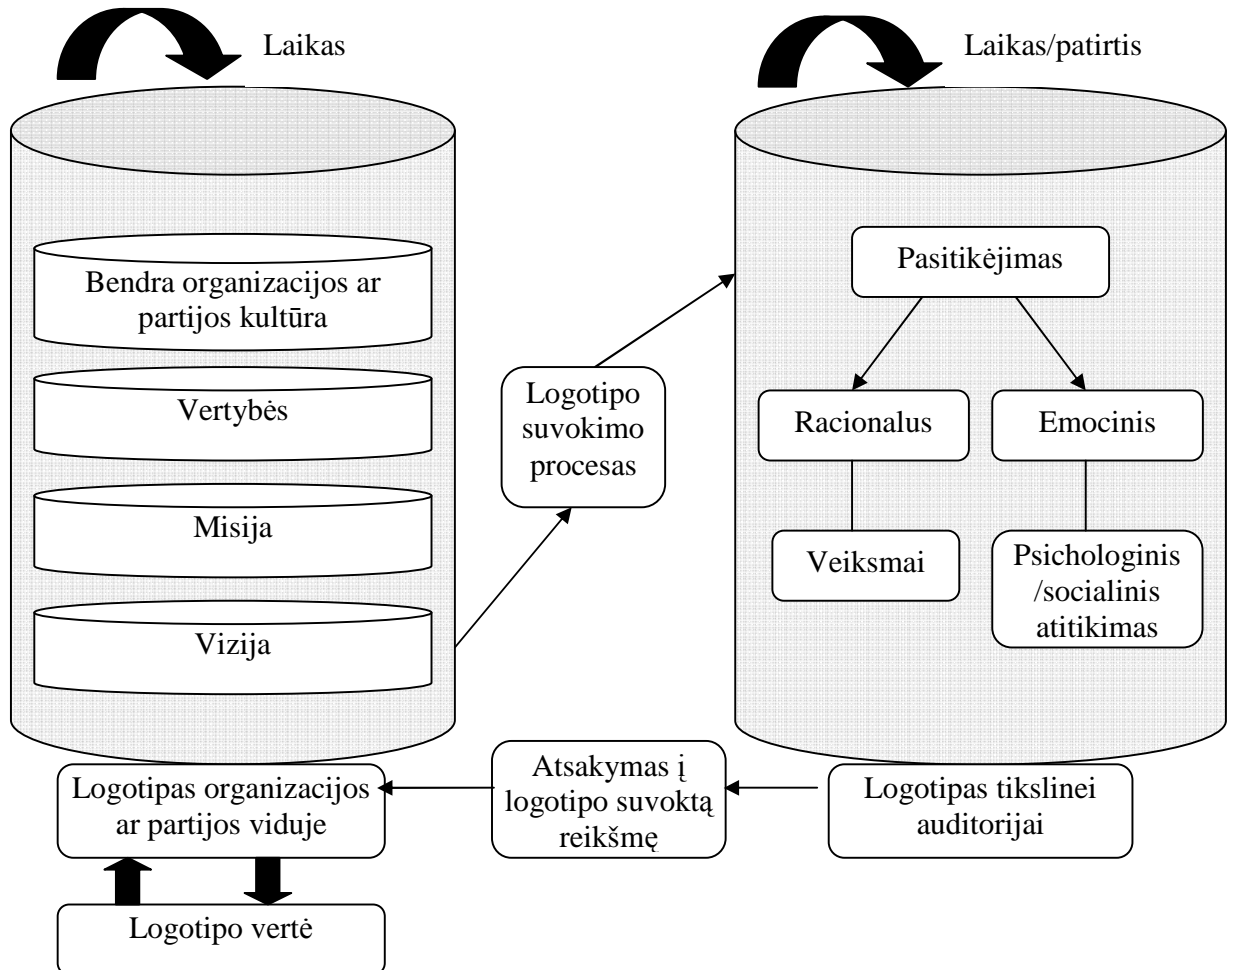 Laikas
Laikas/patirtis
Bendra organizacijos ar
partijos kultūra
Vertybės
Misija
Vizija
Logotipo
suvokimo
procesas
Pasitikėjimas
Racionalus
Emocinis
Veiksmai
Psichologinis
/socialinis
atitikimas
Logotipas organizacijos
ar partijos viduje
Atsakymas į
logotipo suvoktą
reikšmę
Logotipas tikslinei
auditorijai
Logotipo vertė